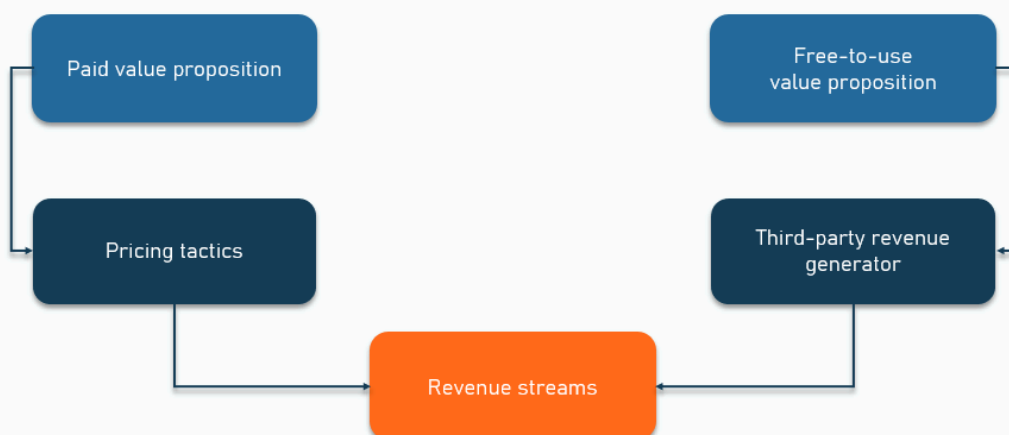 Paid value proposition
Free-to-use
value proposition
Pricing tactics
Third-party revenue
generator
Revenue streams